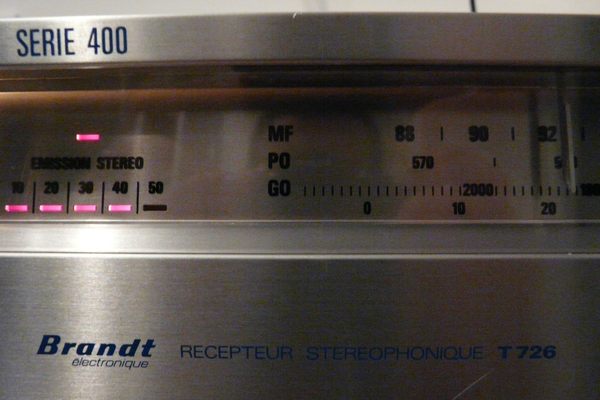 SERIE 400
EMISSION STEREO
10 20 30 40 50
MF 88 90 92
PO 570
GO 2000
0 10 20
Brandt
électronique
RECEPTEUR STEREOPHONIQUE T 726